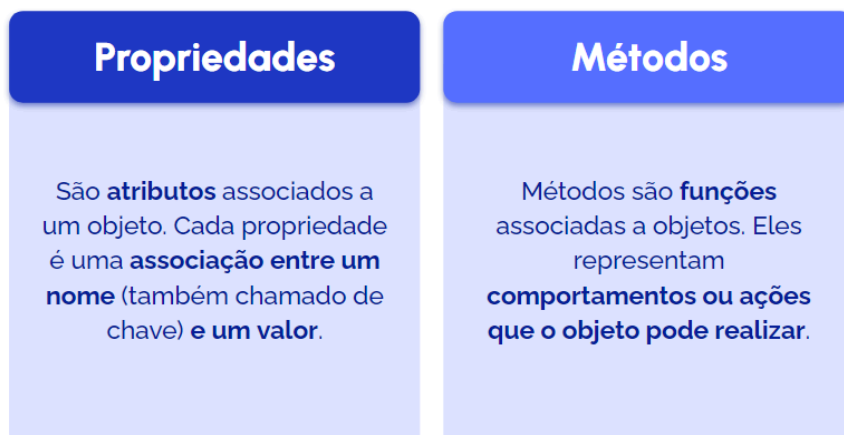 Propriedades
São atributos associados a
um objeto. Cada propriedade
é uma associação entre um
nome (também chamado de
chave) e um valor.
Métodos
Métodos são funções
associadas a objetos. Eles
representam
comportamentos ou ações
que o objeto pode realizar.